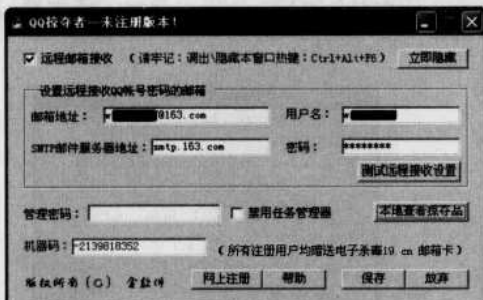 QQ掠夺者—未注册版本！
远程邮箱接收 （请牢记：调出\隐藏本窗口热键：Ctrl+Alt+F6） 立即隐藏
设置远程接收QQ帐号密码的邮箱
邮箱地址： w @163.com 用户名： w
SMTP邮件服务器地址： smtp.163.com 密码： ********
测试远程接收设置
管理密码： 禁用任务管理器 本地查看掠夺品
机器码： -2139818352 （所有注册用户均赠送电子杀毒19.cn 邮箱卡）
版权所有（C） 软件 网上注册 帮助 保存 放弃